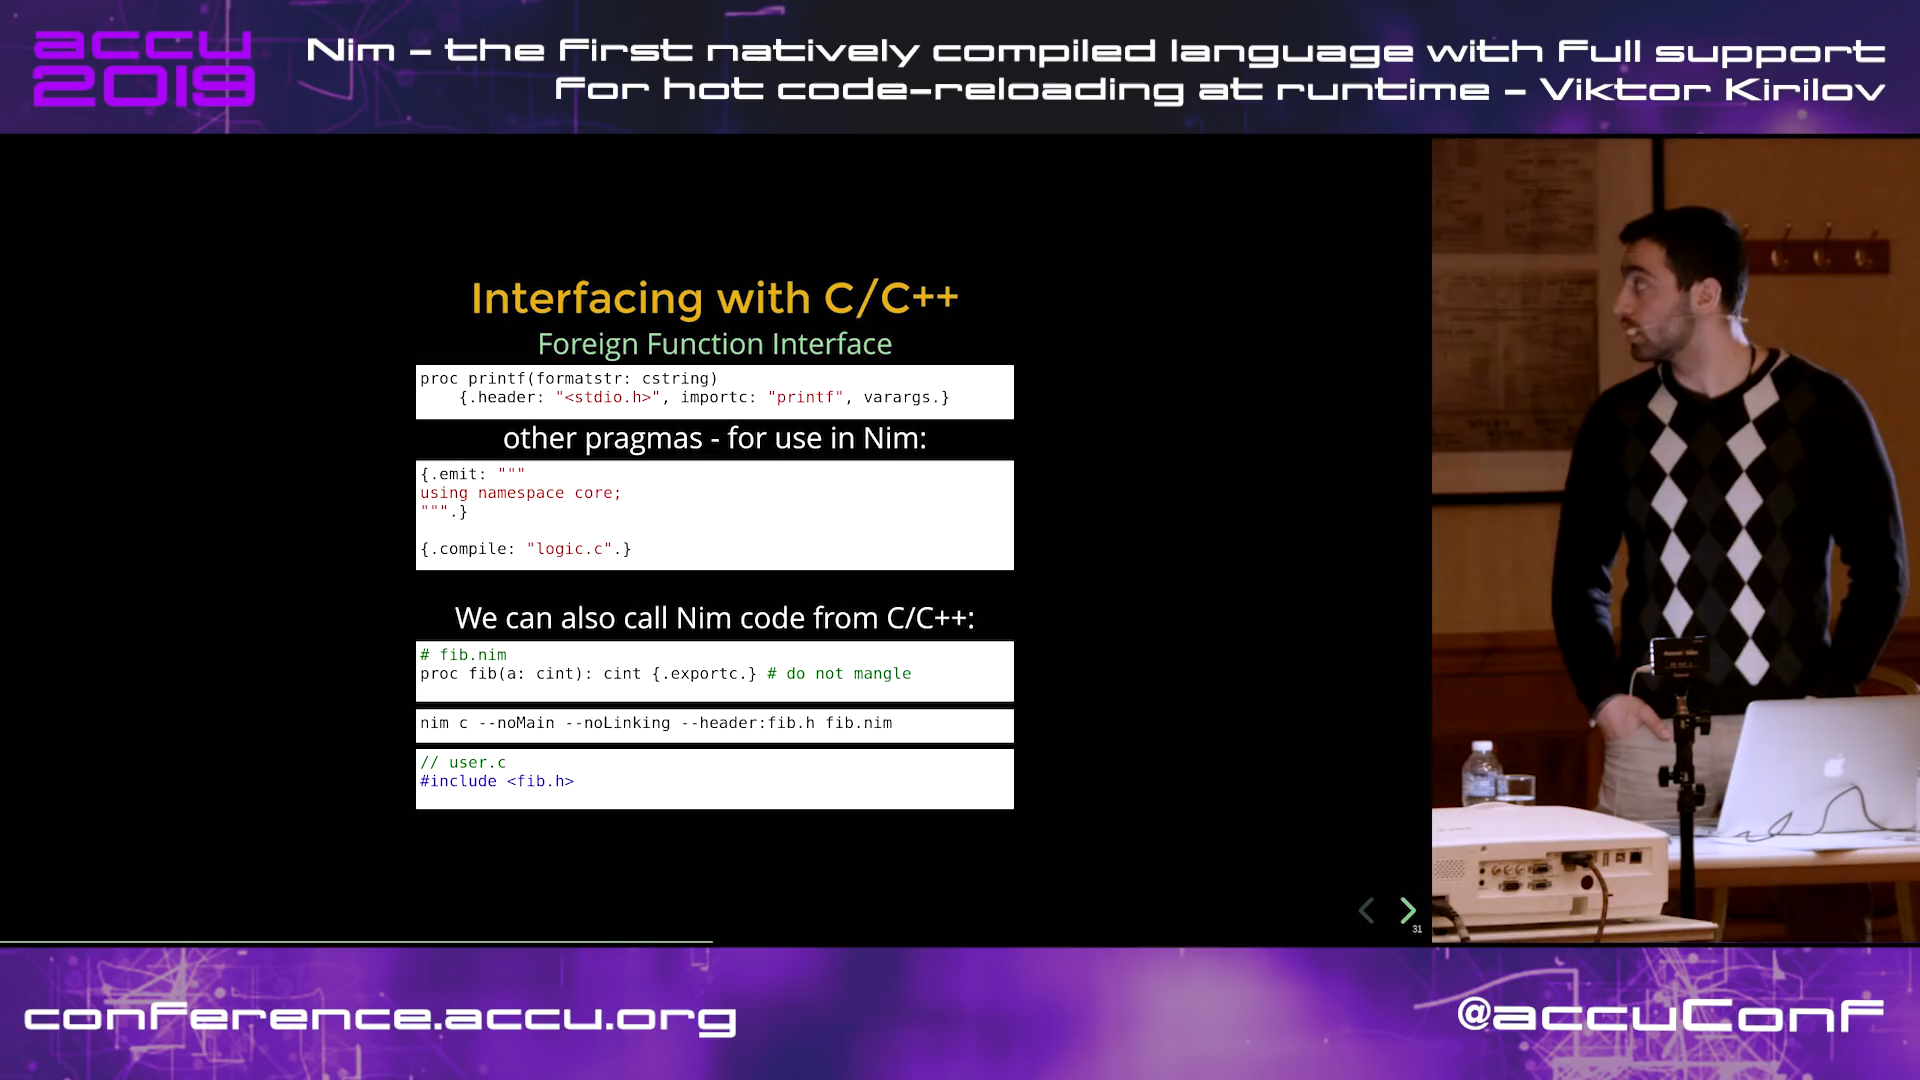 accu
2019
Nim – the first natively compiled language with full support
for hot code-reloading at runtime – Viktor Kirilov
Interfacing with C/C++
Foreign Function Interface
proc printf(formatstr: cstring)
    {.header: "<stdio.h>", importc: "printf", varargs.}
other pragmas - for use in Nim:
{.emit: """
using namespace core;
""".}
{.compile: "logic.c".}
We can also call Nim code from C/C++:
# fib.nim
proc fib(a: cint): cint {.exportc.} # do not mangle
nim c --noMain --noLinking --header:fib.h fib.nim
// user.c
#include <fib.h>
31
conference.accu.org
@accuConf